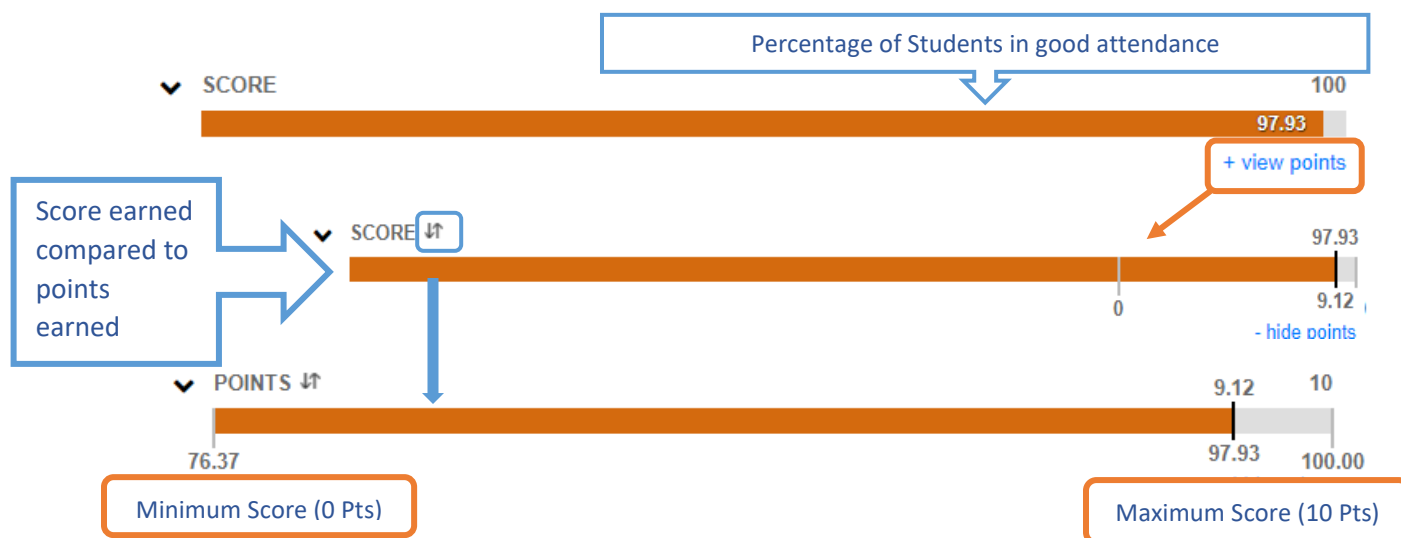 Percentage of Students in good attendance
SCORE
100
97.93
+ view points
Score earned
compared to
points
earned
SCORE
97.93
0
9.12
- hide points
POINTS
9.12
10
76.37
97.93
100.00
Minimum Score (0 Pts)
Maximum Score (10 Pts)